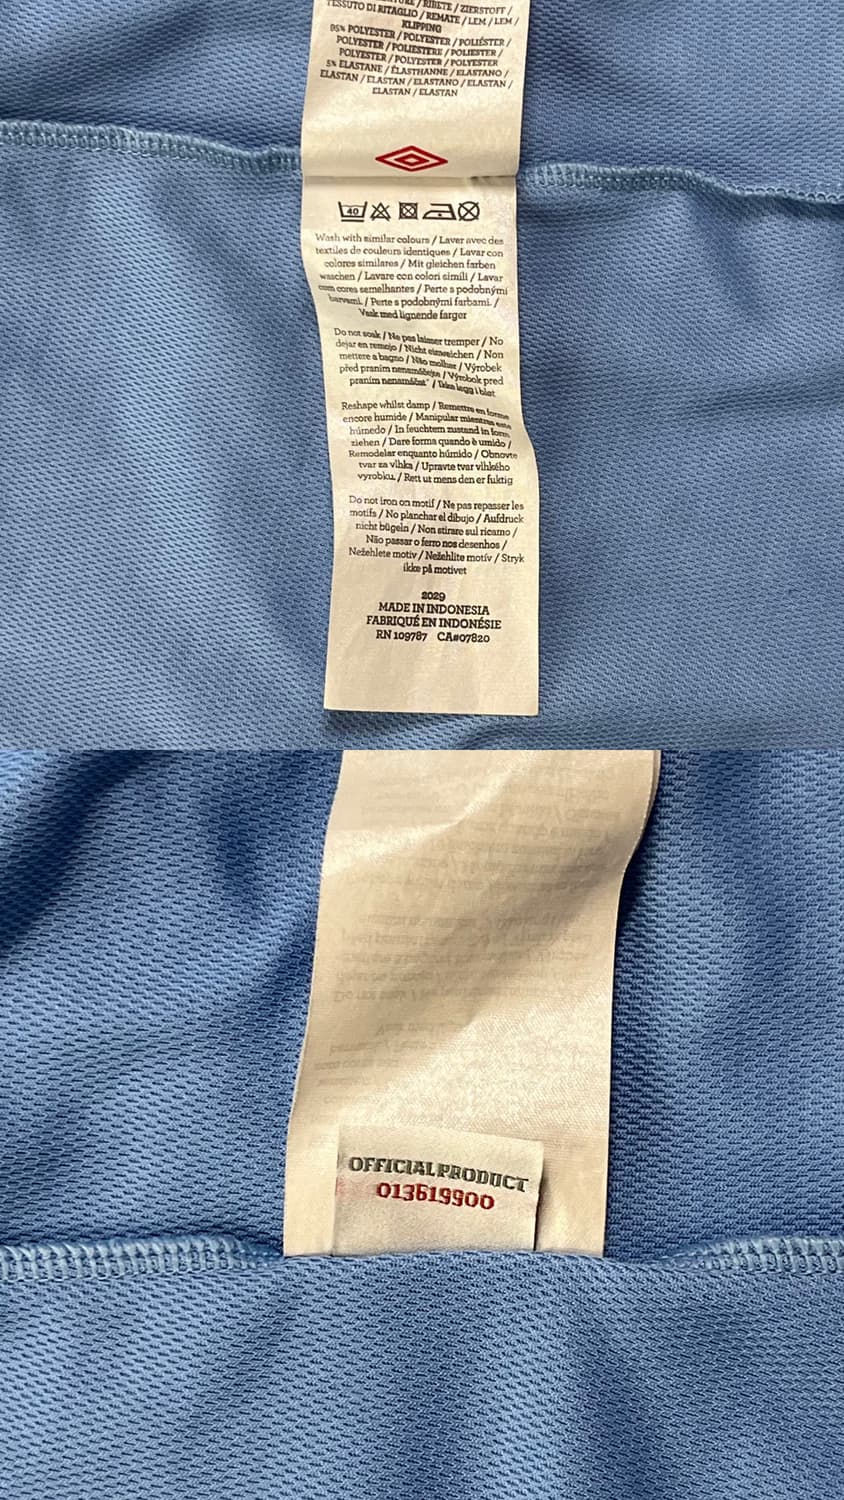 / RIBETE / ZIERSTOFF /
TESSUTO DI RITAGLIO / REMATE / LEM / LEM /
KLIPPING
95% POLYESTER / POLYESTER / POLIÉSTER /
POLYESTER / POLIESTERE / POLIESTER /
POLYESTER / POLYESTER / POLYESTER
5% ELASTANE / ÉLASTHANNE / ELASTANO /
ELASTAN / ELASTAN / ELASTANO / ELASTAN /
ELASTAN / ELASTAN
40
Wash with similar colours / Laver avec des
textiles de couleurs identiques / Lavar con
colores similares / Mit gleichen farben
waschen / Lavare con colori simili / Lavar
com cores semelhantes / Perte s podobnými
barvami. / Perte s podobnými farbami. /
Vask med lignende farger
Do not soak / Ne pas laisser tremper / No
dejar en remojo / Nicht einweichen / Non
mettere a bagno / Não molhar / Výrobek
před praním nenamáčejte / Výrobok pred
praním nenamáčať / Ikke legg i bløt
Reshape whilst damp / Remettre en forme
encore humide / Manipular mientras este
húmedo / In feuchtem zustand in form
ziehen / Dare forma quando è umido /
Remodelar enquanto húmido / Obnovte
tvar za vlhka / Upravte tvar vlhkého
výrobku. / Rett ut mens den er fuktig
Do not iron on motif / Ne pas repasser les
motifs / No planchar el dibujo / Aufdruck
nicht bügeln / Non stirare sul ricamo /
Não passar o ferro nos desenhos /
Nežehlete motiv / Nežehlite motív / Stryk
ikke på motivet
2029
MADE IN INDONESIA
FABRIQUÉ EN INDONÉSIE
RN 109787 CA#07820
OFFICIAL PRODUCT
013619900